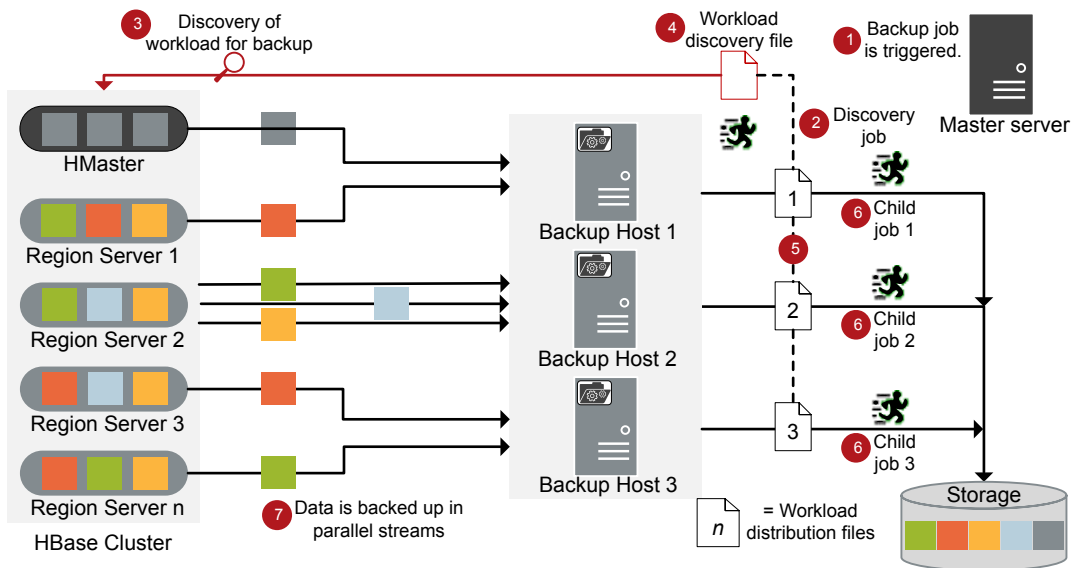 3
Discovery of
workload for backup
4
Workload
discovery file
1
Backup job
is triggered.
Master server
2
Discovery
job
HMaster
Region Server 1
Region Server 2
Region Server 3
Region Server n
HBase Cluster
Backup Host 1
Backup Host 2
Backup Host 3
1
6
Child
job 1
5
2
6
Child
job 2
3
6
Child
job 3
7
Data is backed up in
parallel streams
n
= Workload
distribution files
Storage